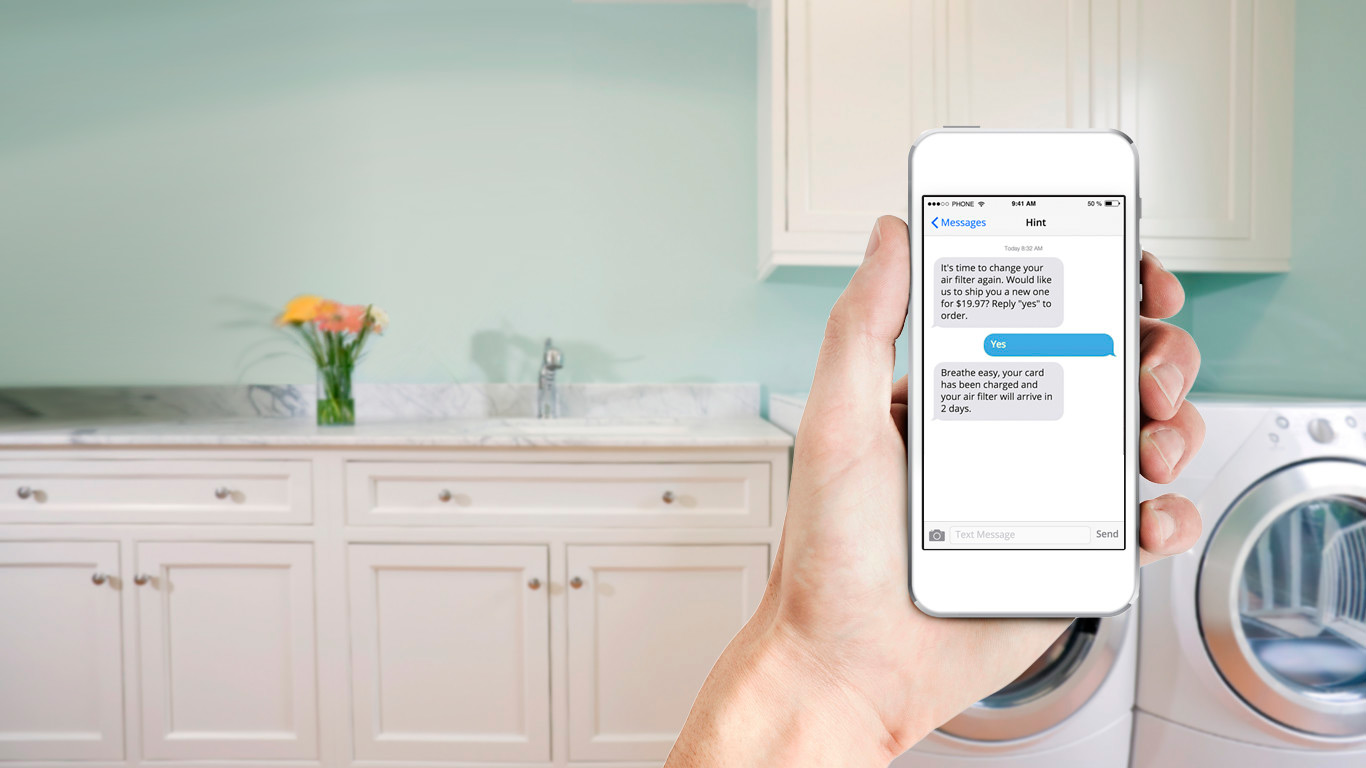 PHONE 9:41 AM 50 %
Messages Hint
Today 8:32 AM
It's time to change your
air filter again. Would like
us to ship you a new one
for $19.97? Reply "yes" to
order.
Yes
Breathe easy, your card
has been charged and
your air filter will arrive in
2 days.
Text Message Send